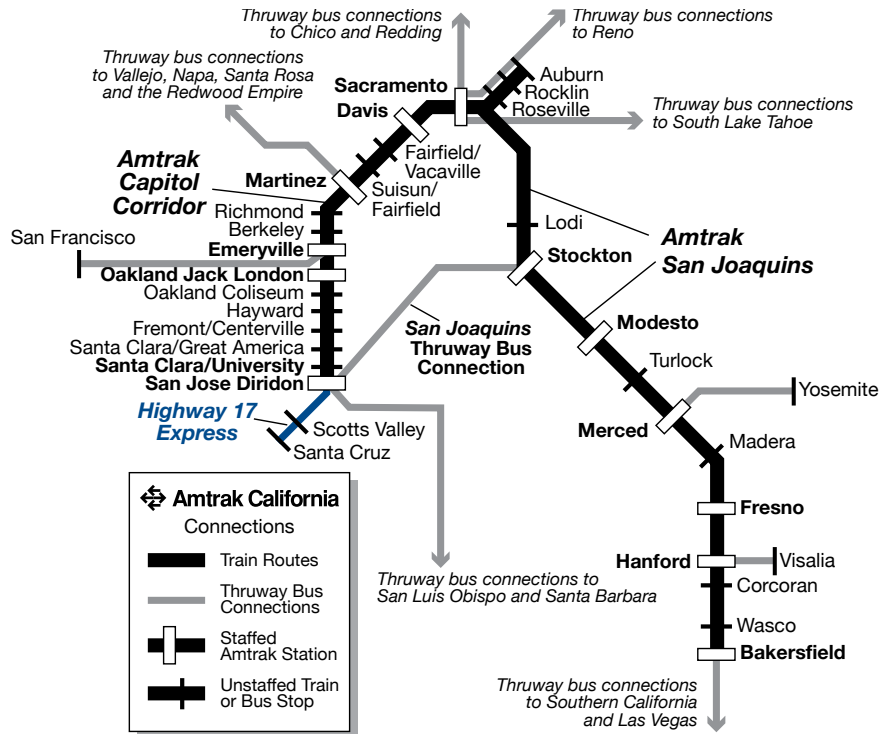 Thruway bus connections
to Chico and Redding
Thruway bus connections
to Reno
Thruway bus connections
to Vallejo, Napa, Santa Rosa
and the Redwood Empire
Sacramento
Davis
Auburn
Rocklin
Roseville
Thruway bus connections
to South Lake Tahoe
Fairfield/
Vacaville
Amtrak
Capitol
Corridor
Martinez
Suisun/
Fairfield
Richmond
Berkeley
Emeryville
San Francisco
Oakland Jack London
Oakland Coliseum
Hayward
Fremont/Centerville
Santa Clara/Great America
Santa Clara/University
San Jose Diridon
Lodi
Stockton
Amtrak
San Joaquins
San Joaquins
Thruway Bus
Connection
Modesto
Turlock
Yosemite
Merced
Madera
Highway 17
Express
Scotts Valley
Santa Cruz
Fresno
Hanford
Visalia
Corcoran
Wasco
Bakersfield
Thruway bus connections to
San Luis Obispo and Santa Barbara
Thruway bus connections
to Southern California
and Las Vegas
Amtrak California
Connections
Train Routes
Thruway Bus
Connections
Staffed
Amtrak Station
Unstaffed Train
or Bus Stop